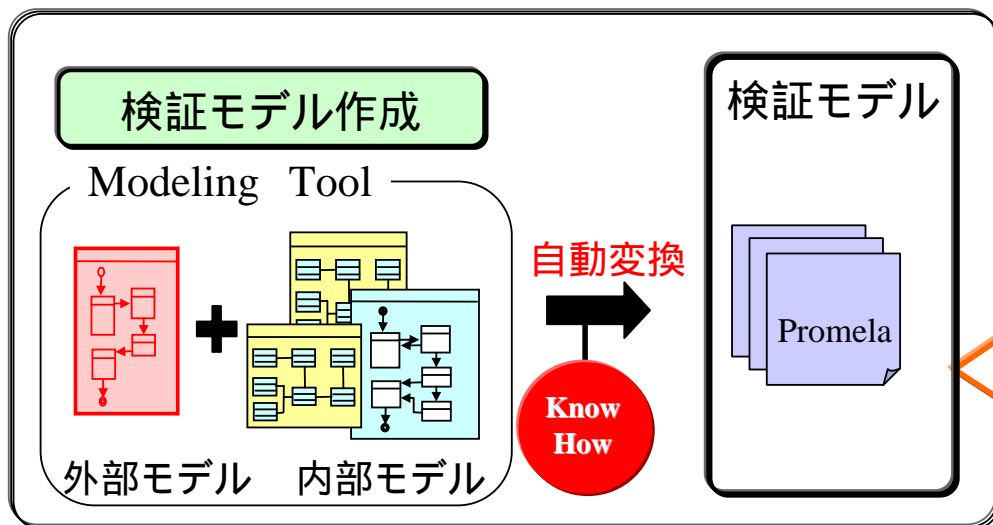 検証モデル作成
Modeling Tool
外部モデル
内部モデル
自動変換
Know
How
検証モデル
Promela